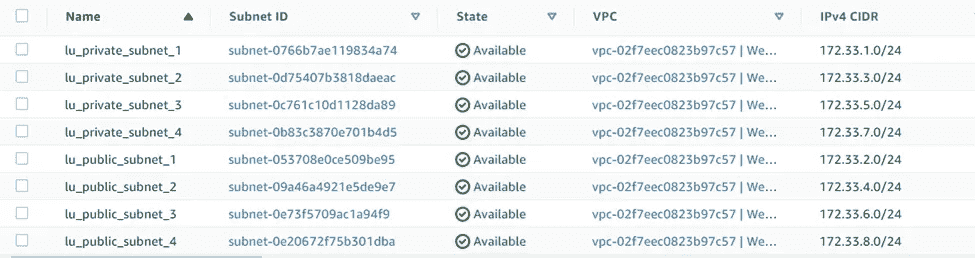 Name Subnet ID State VPC IPv4 CIDR
lu_private_subnet_1 subnet-0766b7ae119834a74 Available vpc-02f7eec0823b97c57 | We... 172.33.1.0/24
lu_private_subnet_2 subnet-0d75407b3818daeac Available vpc-02f7eec0823b97c57 | We... 172.33.3.0/24
lu_private_subnet_3 subnet-0c761c10d1128da89 Available vpc-02f7eec0823b97c57 | We... 172.33.5.0/24
lu_private_subnet_4 subnet-0b83c3870e701b4d5 Available vpc-02f7eec0823b97c57 | We... 172.33.7.0/24
lu_public_subnet_1 subnet-053708e0ce509be95 Available vpc-02f7eec0823b97c57 | We... 172.33.2.0/24
lu_public_subnet_2 subnet-09a46a4921e5de9e7 Available vpc-02f7eec0823b97c57 | We... 172.33.4.0/24
lu_public_subnet_3 subnet-0e73f5709ac1a94f9 Available vpc-02f7eec0823b97c57 | We... 172.33.6.0/24
lu_public_subnet_4 subnet-0e20672f75b301dba Available vpc-02f7eec0823b97c57 | We... 172.33.8.0/24